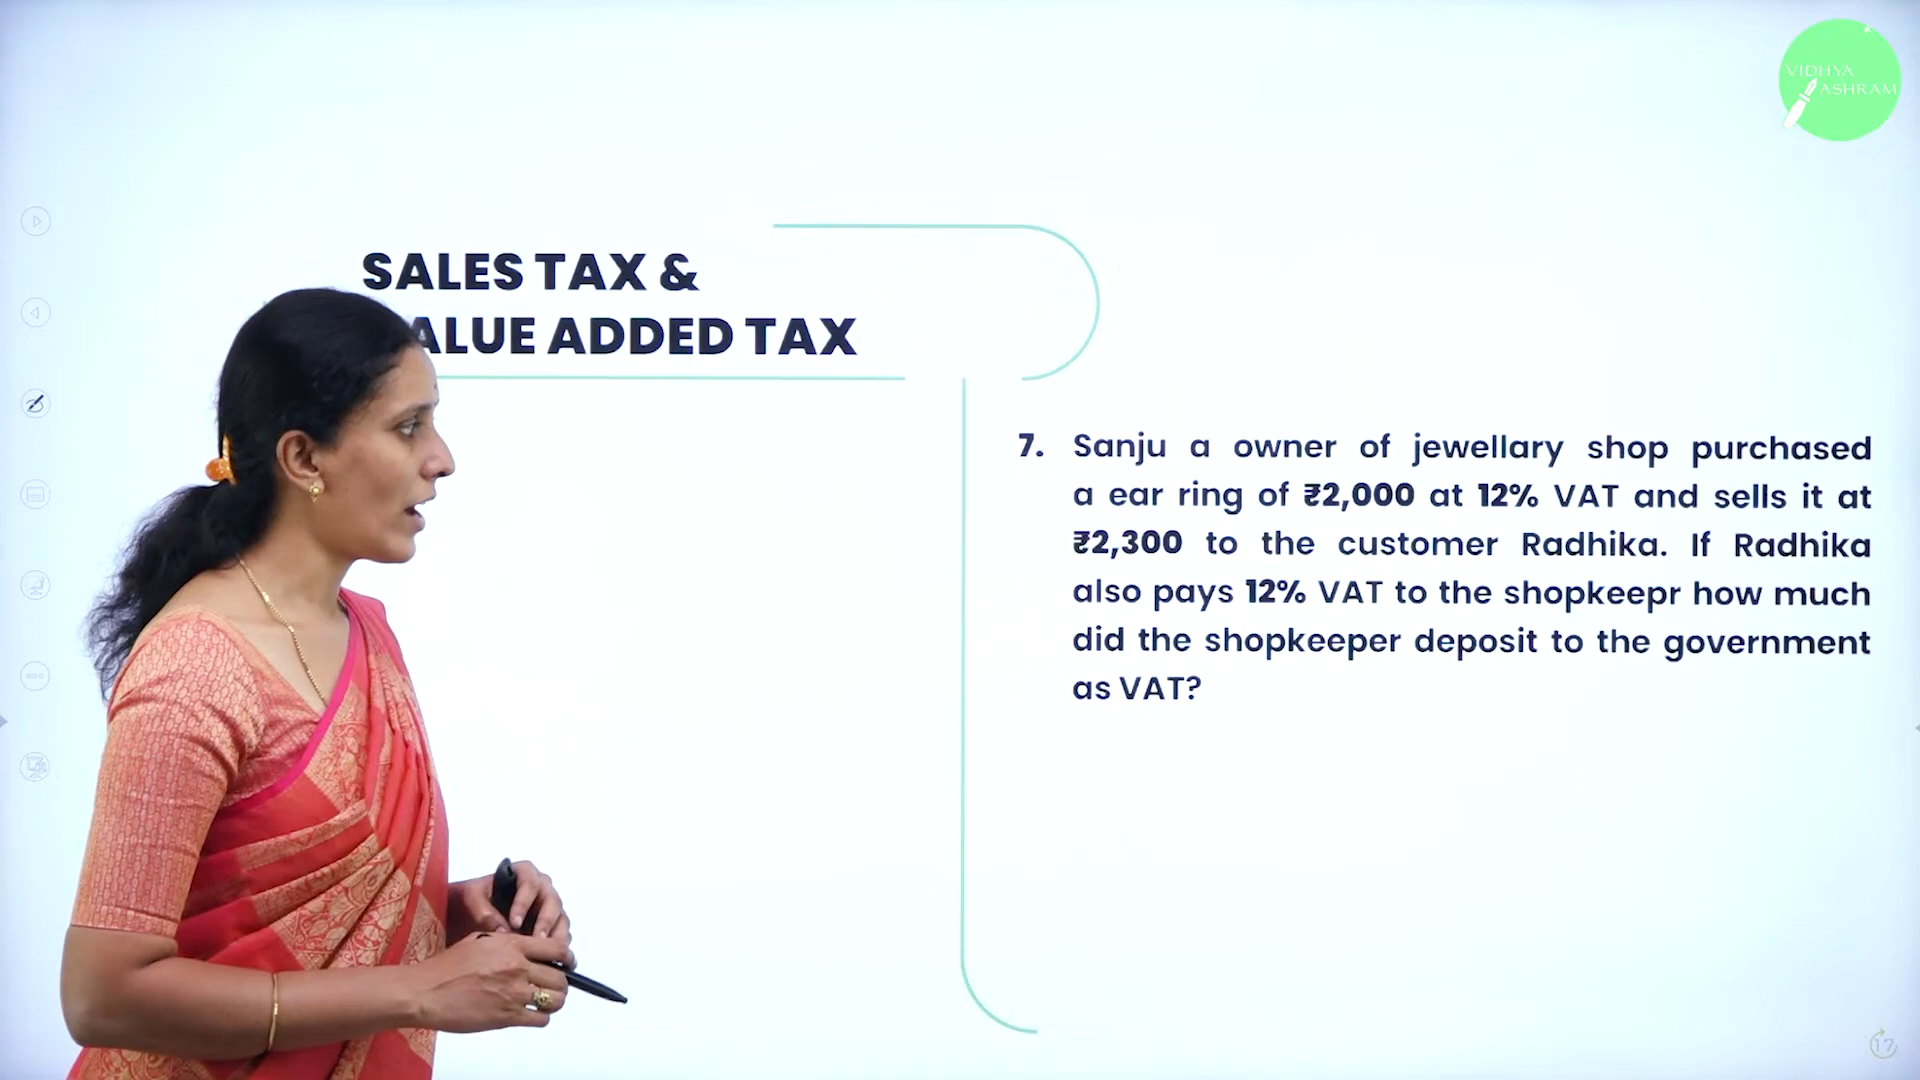 VIDHYA
ASHRAM
SALES TAX &
ALUE ADDED TAX
7. Sanju a owner of jewellary shop purchased
a ear ring of ₹2,000 at 12% VAT and sells it at
₹2,300 to the customer Radhika. If Radhika
also pays 12% VAT to the shopkeepr how much
did the shopkeeper deposit to the government
as VAT?
17